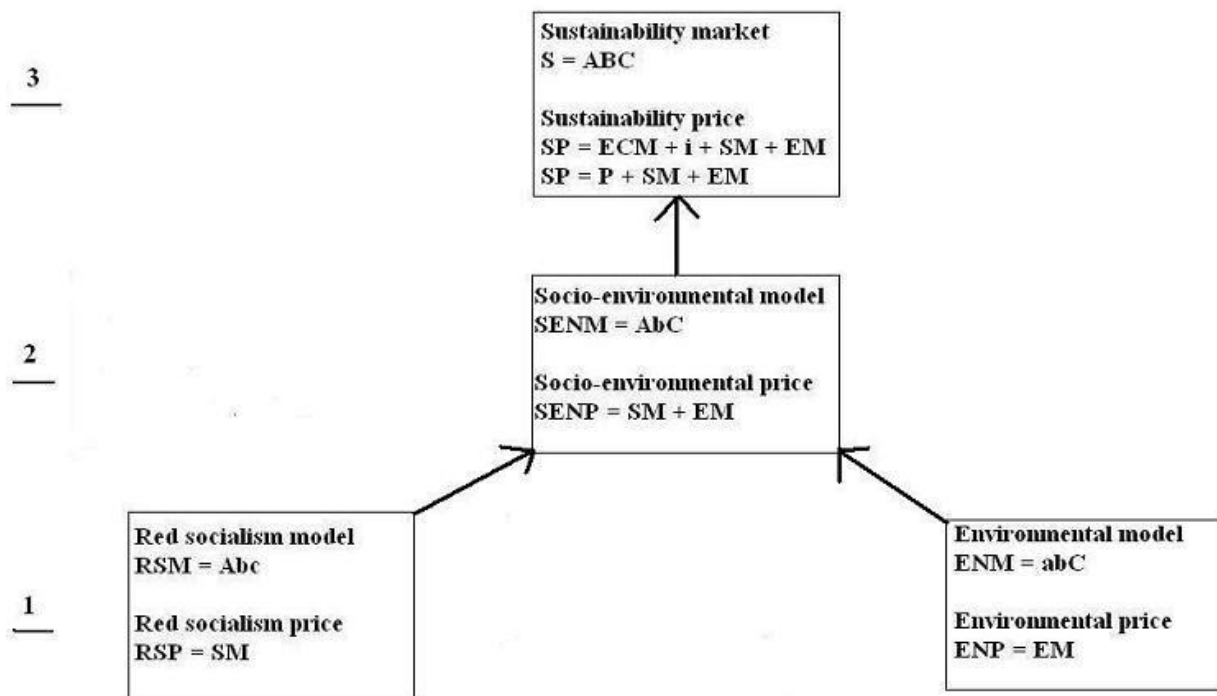 3
Sustainability market
S = ABC
Sustainability price
SP = ECM + i + SM + EM
SP = P + SM + EM
2
Socio-environmental model
SENM = AbC
Socio-environmental price
SENP = SM + EM
1
Red socialism model
RSM = Abc
Red socialism price
RSP = SM
Environmental model
ENM = abC
Environmental price
ENP = EM